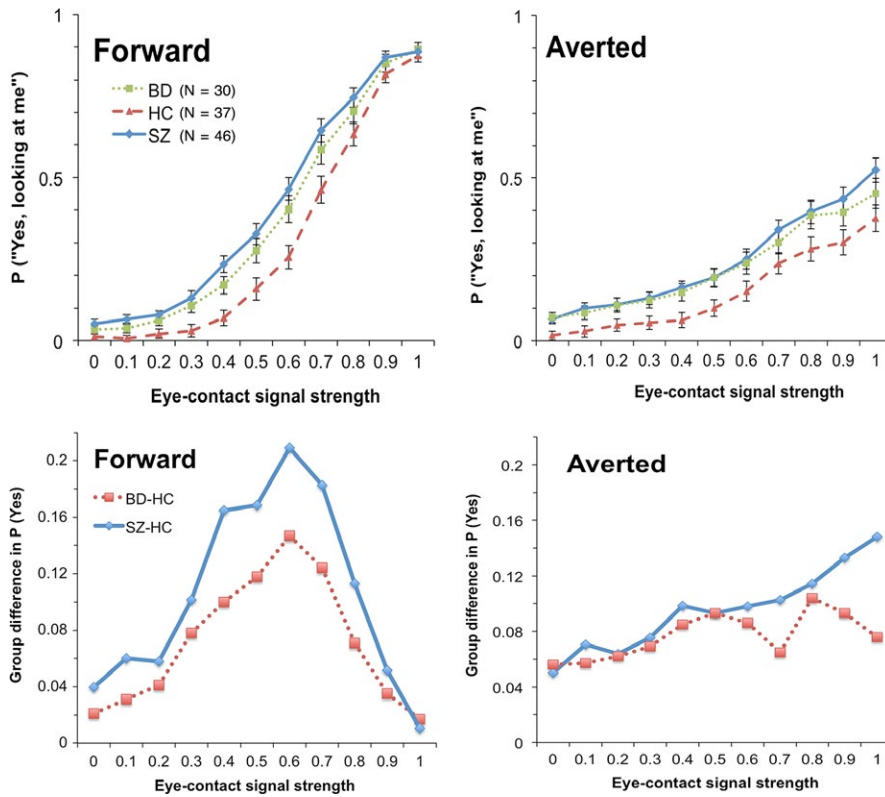 Forward
BD (N = 30)
HC (N = 37)
SZ (N = 46)
P ("Yes, looking at me")
1
0.5
0
0 0.1 0.2 0.3 0.4 0.5 0.6 0.7 0.8 0.9 1
Eye-contact signal strength
Averted
P ("Yes, looking at me")
1
0.5
0
0 0.1 0.2 0.3 0.4 0.5 0.6 0.7 0.8 0.9 1
Eye-contact signal strength
Forward
BD-HC
SZ-HC
Group difference in P (Yes)
0.2
0.16
0.12
0.08
0.04
0
0 0.1 0.2 0.3 0.4 0.5 0.6 0.7 0.8 0.9 1
Eye-contact signal strength
Averted
Group difference in P (Yes)
0.2
0.16
0.12
0.08
0.04
0
0 0.1 0.2 0.3 0.4 0.5 0.6 0.7 0.8 0.9 1
Eye-contact signal strength